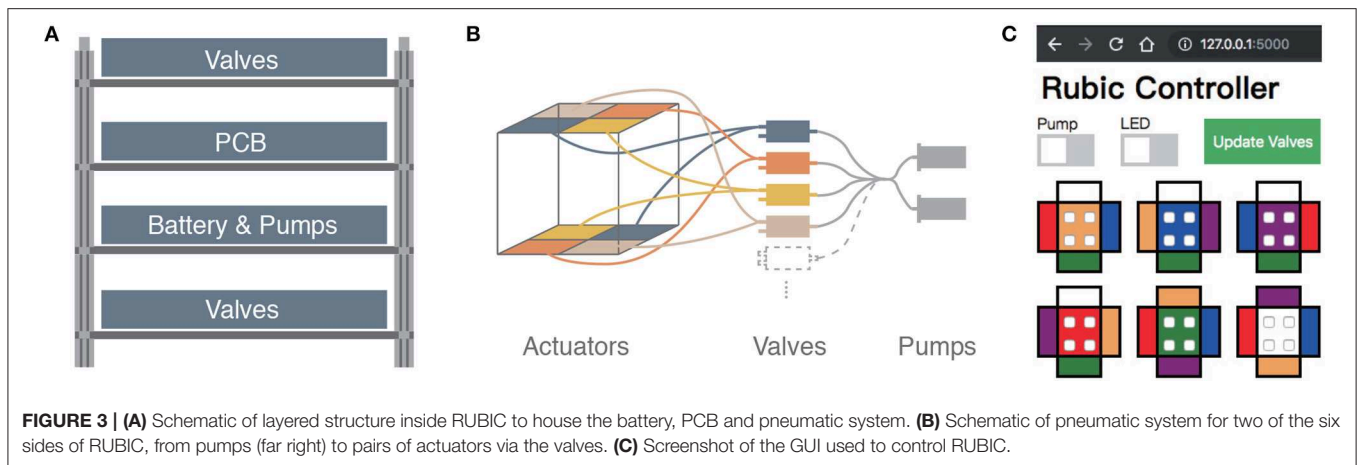 A
Valves
PCB
Battery & Pumps
Valves
B
Actuators
Valves
Pumps
C
127.0.0.1:5000
Rubic Controller
Pump
LED
Update Valves
FIGURE 3 | (A) Schematic of layered structure inside RUBIC to house the battery, PCB and pneumatic system. (B) Schematic of pneumatic system for two of the six
sides of RUBIC, from pumps (far right) to pairs of actuators via the valves. (C) Screenshot of the GUI used to control RUBIC.